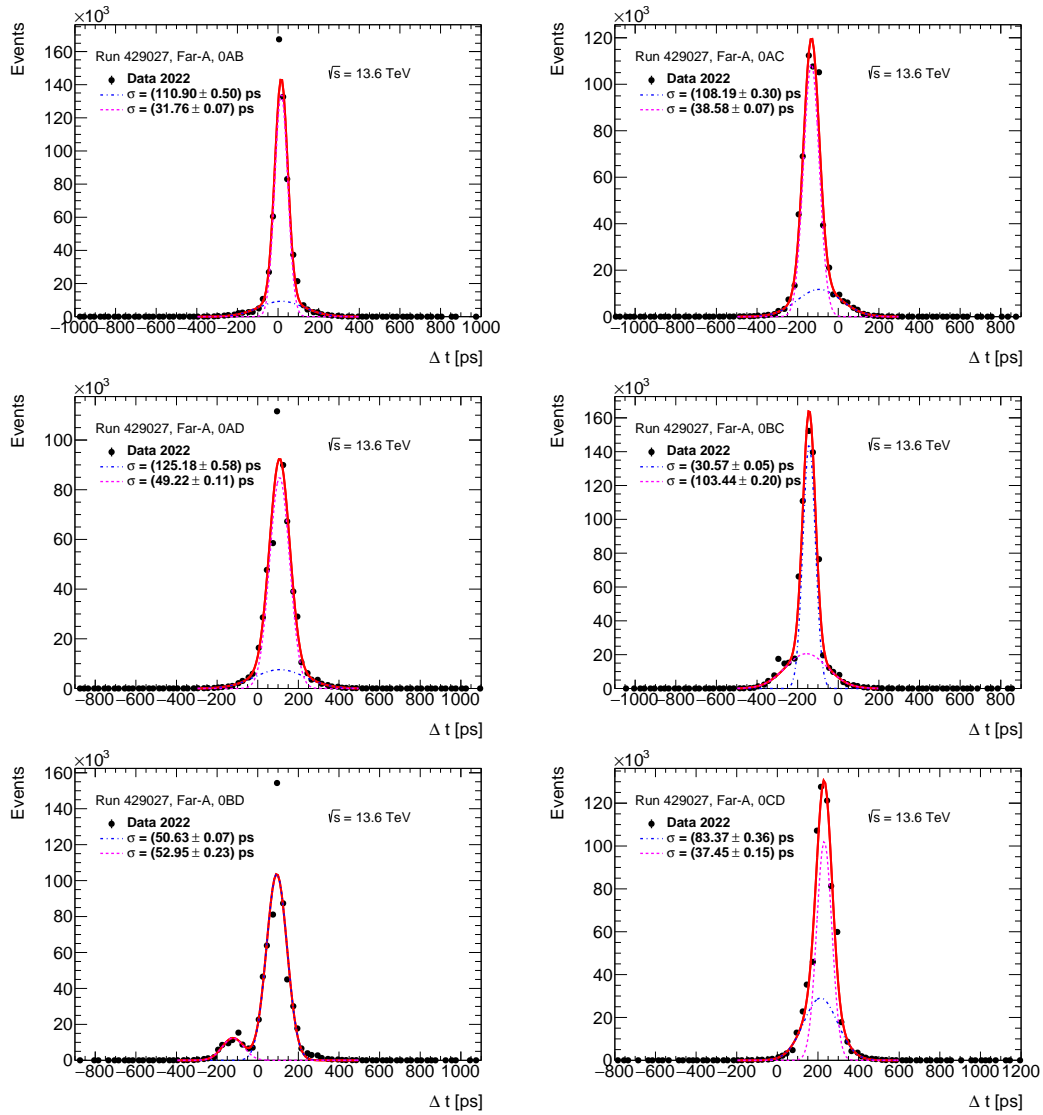 ×10³
Events
160
140
120
100
80
60
40
20
0
Run 429027, Far-A, 0AB
√s = 13.6 TeV
Data 2022
σ = (110.90 ± 0.50) ps
σ = (31.76 ± 0.07) ps
−1000 −800 −600 −400 −200 0 200 400 600 800 1000
Δ t [ps]
×10³
Events
120
100
80
60
40
20
0
Run 429027, Far-A, 0AC
√s = 13.6 TeV
Data 2022
σ = (108.19 ± 0.30) ps
σ = (38.58 ± 0.07) ps
−1000 −800 −600 −400 −200 0 200 400 600 800
Δ t [ps]
×10³
Events
100
80
60
40
20
0
Run 429027, Far-A, 0AD
√s = 13.6 TeV
Data 2022
σ = (125.18 ± 0.58) ps
σ = (49.22 ± 0.11) ps
−800 −600 −400 −200 0 200 400 600 800 1000
Δ t [ps]
×10³
Events
160
140
120
100
80
60
40
20
0
Run 429027, Far-A, 0BC
√s = 13.6 TeV
Data 2022
σ = (30.57 ± 0.05) ps
σ = (103.44 ± 0.20) ps
−1000 −800 −600 −400 −200 0 200 400 600 800
Δ t [ps]
×10³
Events
160
140
120
100
80
60
40
20
0
Run 429027, Far-A, 0BD
√s = 13.6 TeV
Data 2022
σ = (50.63 ± 0.07) ps
σ = (52.95 ± 0.23) ps
−800 −600 −400 −200 0 200 400 600 800 1000
Δ t [ps]
×10³
Events
120
100
80
60
40
20
0
Run 429027, Far-A, 0CD
√s = 13.6 TeV
Data 2022
σ = (83.37 ± 0.36) ps
σ = (37.45 ± 0.15) ps
−800 −600 −400 −200 0 200 400 600 800 1000 1200
Δ t [ps]